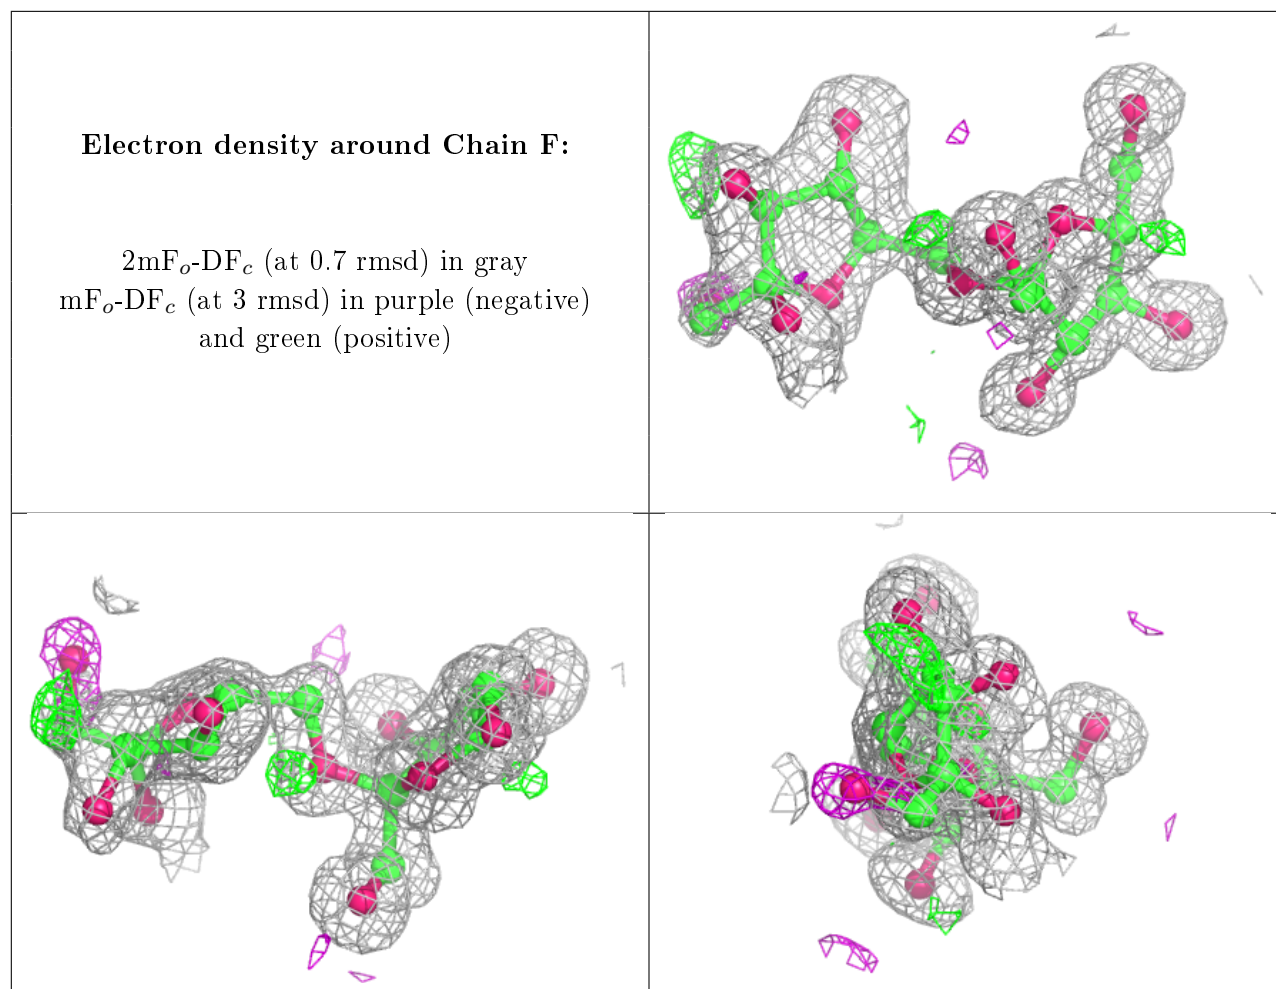 Electron density around Chain F:
2mFₒ-DF𝒸 (at 0.7 rmsd) in gray
mFₒ-DF𝒸 (at 3 rmsd) in purple (negative)
and green (positive)